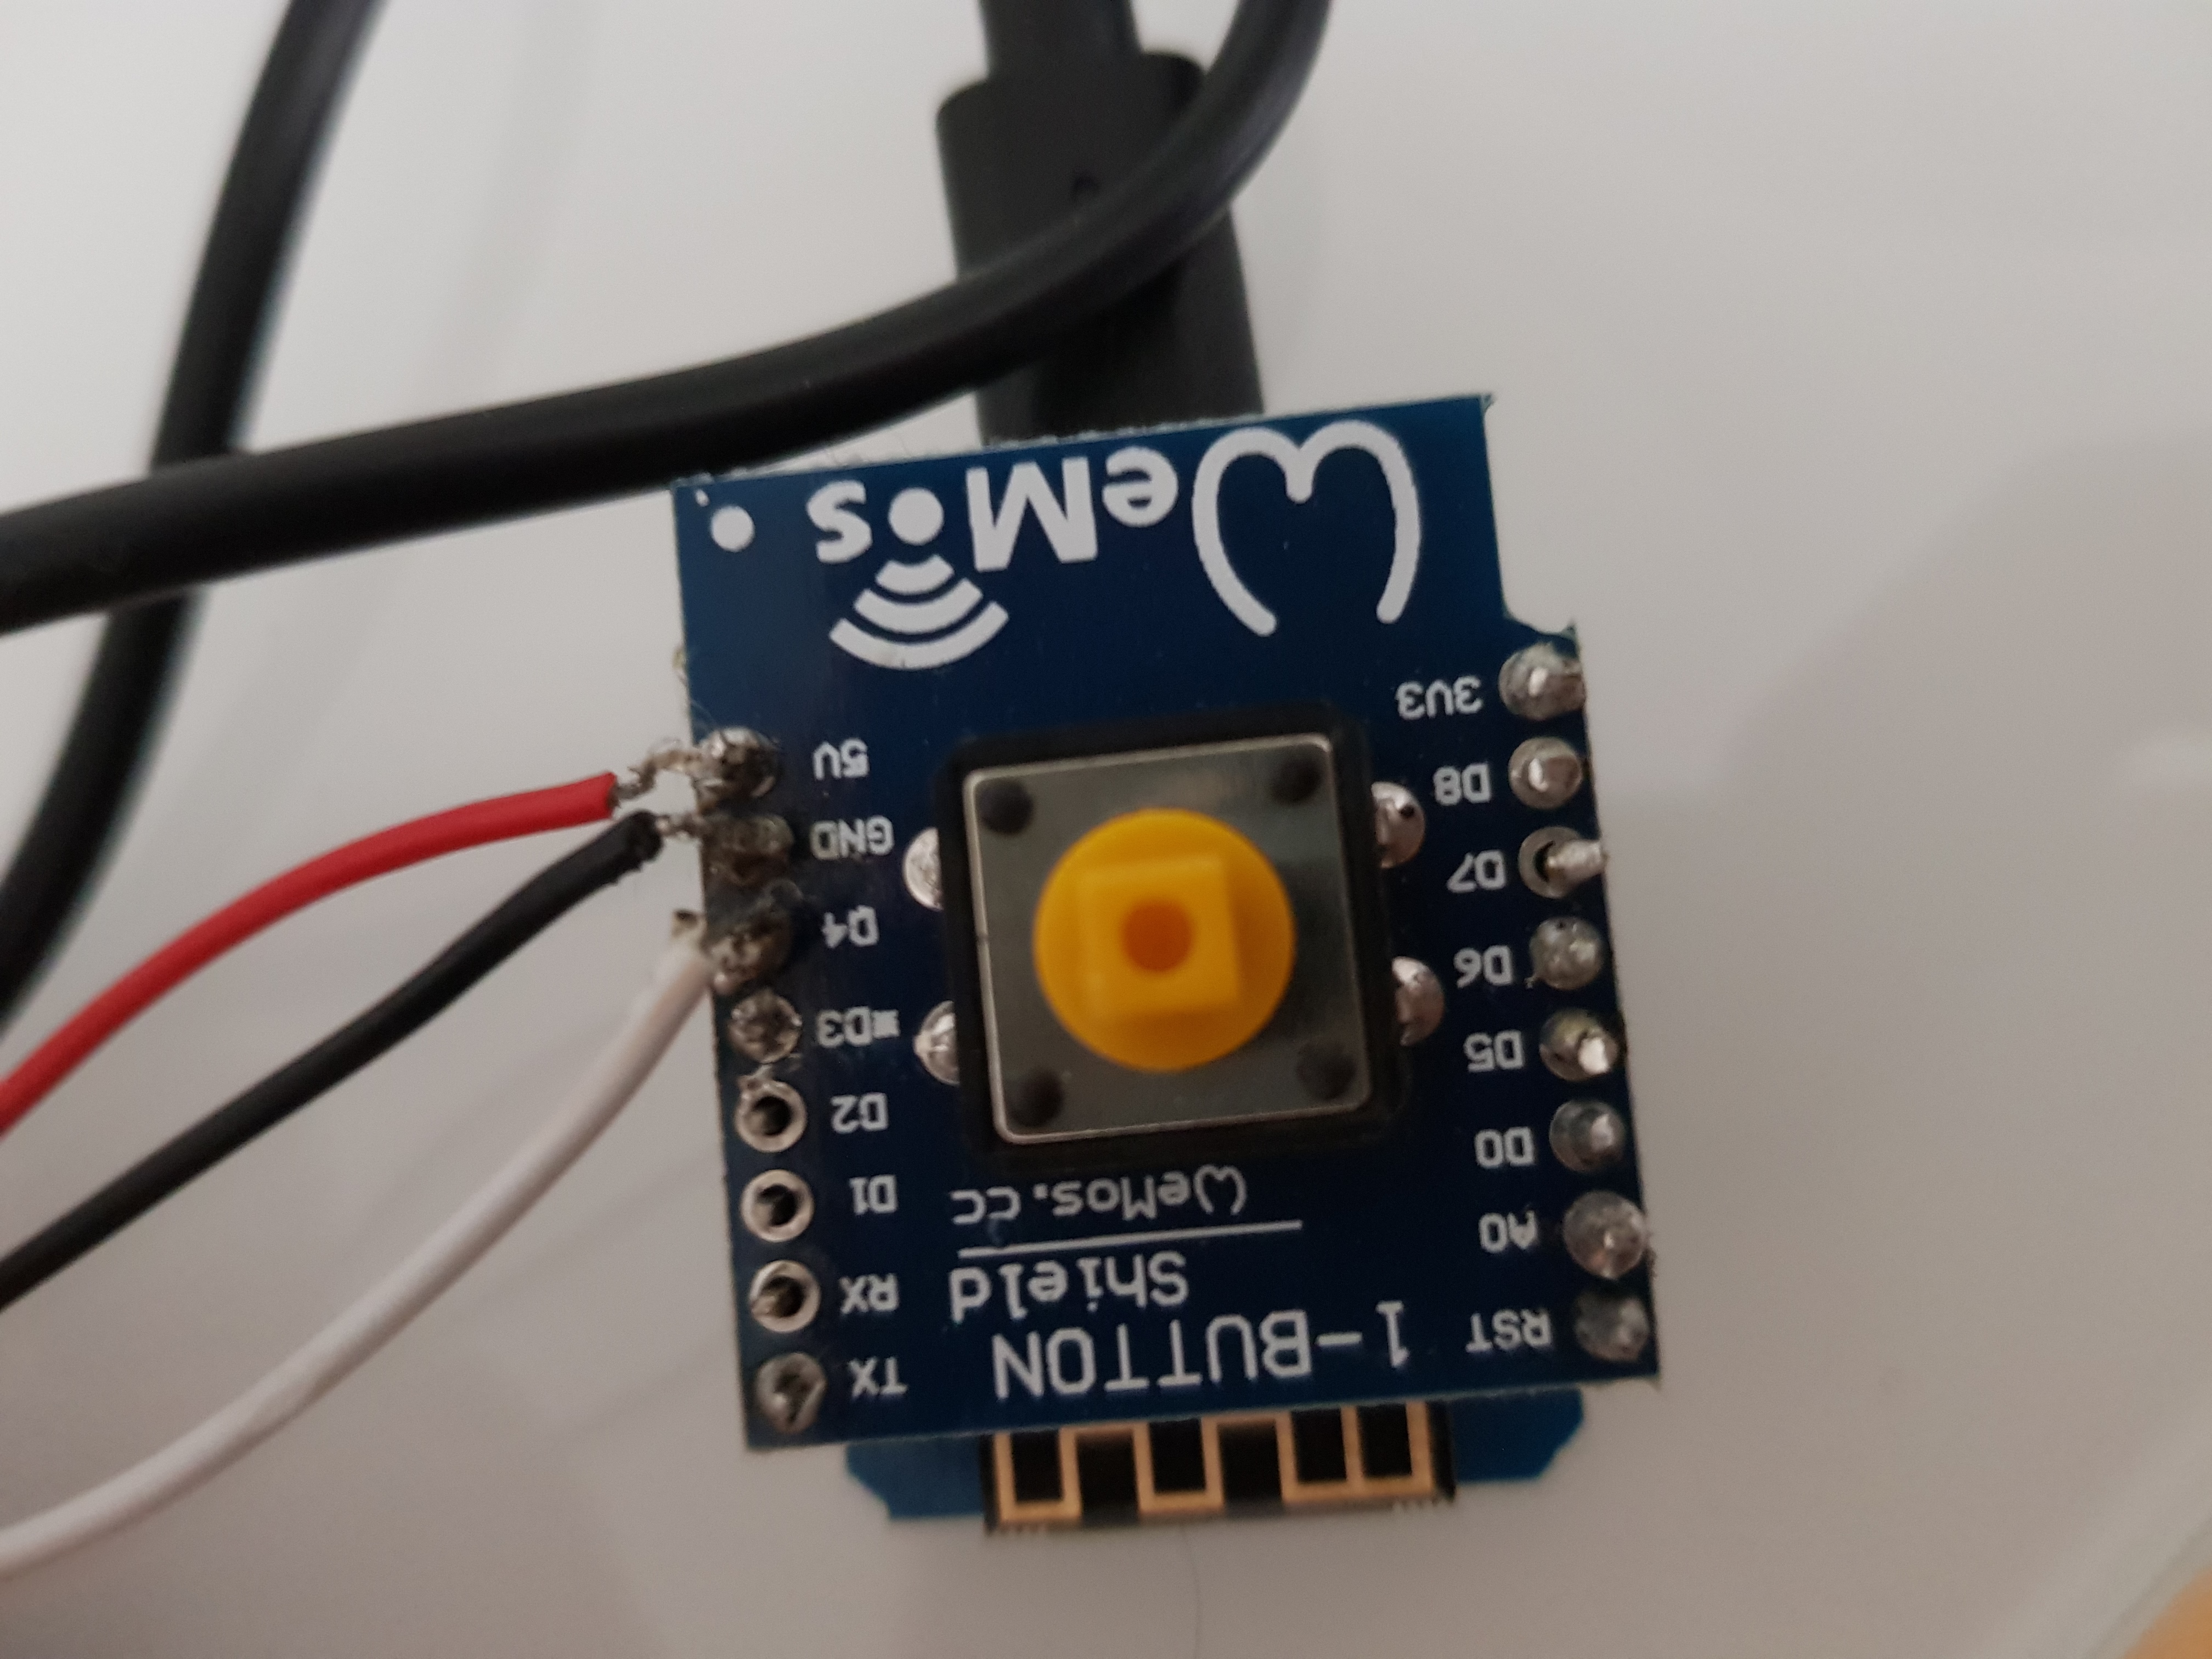 TX
RX
D1
D2
D3
D4
GND
5V
1-BUTTON
Shield
WeMos.cc
WeMos
RST
A0
D0
D5
D6
D7
D8
3V3